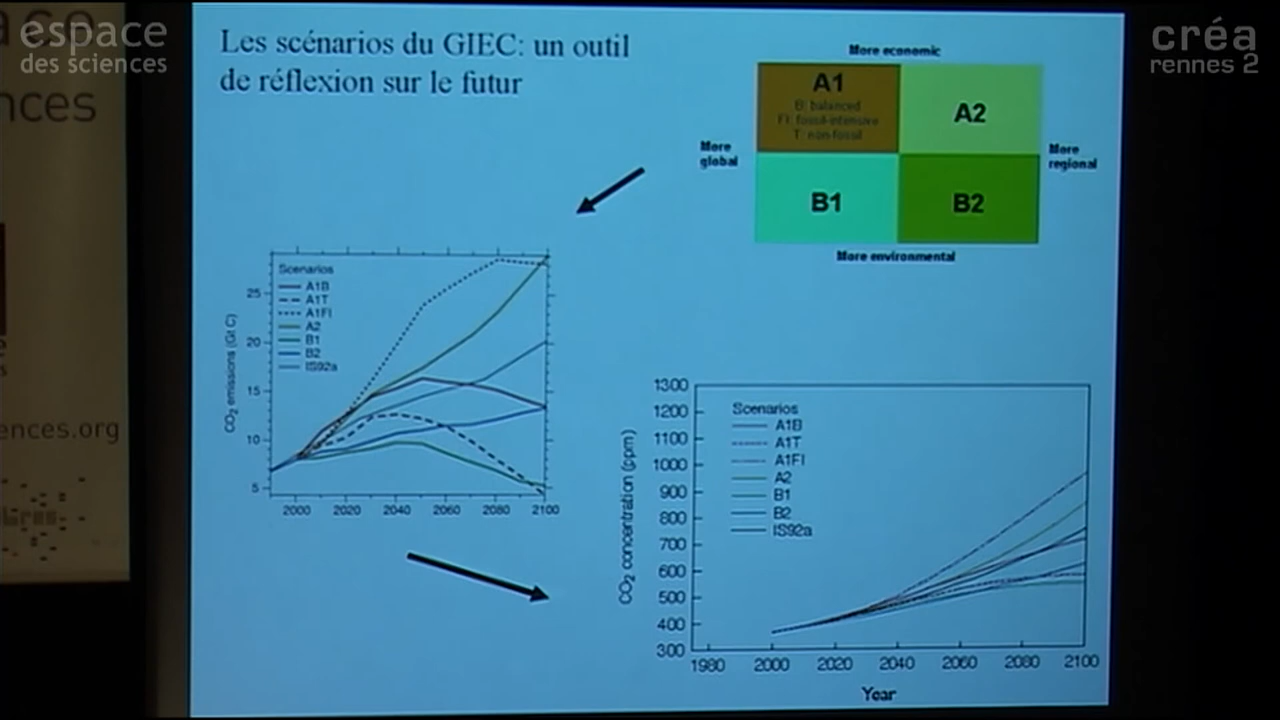 espace
des sciences
nces
ences.org
créa
rennes 2
Les scénarios du GIEC: un outil
de réflexion sur le futur
More economic
A1
B: balanced
FI: fossil-intensive
T: non-fossil
A2
More
global
More
regional
B1
B2
More environmental
Scenarios
A1B
A1T
A1FI
A2
B1
B2
IS92a
CO2 emissions (Gt C)
25
20
15
10
5
2000
2020
2040
2060
2080
2100
Scenarios
A1B
A1T
A1FI
A2
B1
B2
IS92a
CO2 concentration (ppm)
1300
1200
1100
1000
900
800
700
600
500
400
300
1980
2000
2020
2040
2060
2080
2100
Year